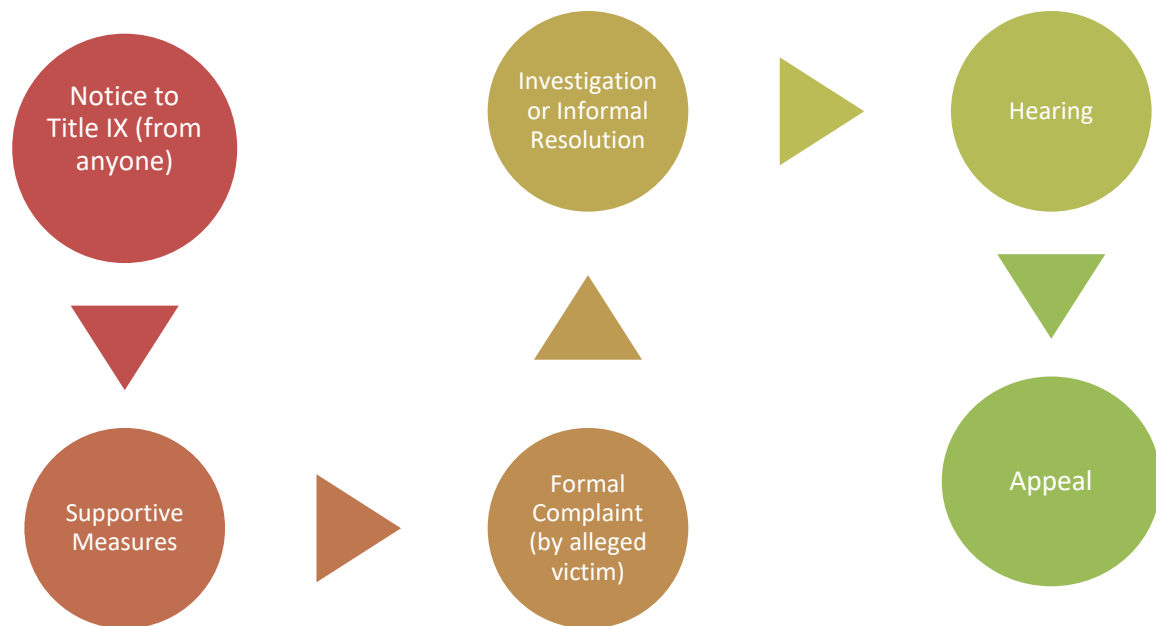 Notice to
Title IX (from
anyone)
Supportive
Measures
Formal
Complaint
(by alleged
victim)
Investigation
or Informal
Resolution
Hearing
Appeal